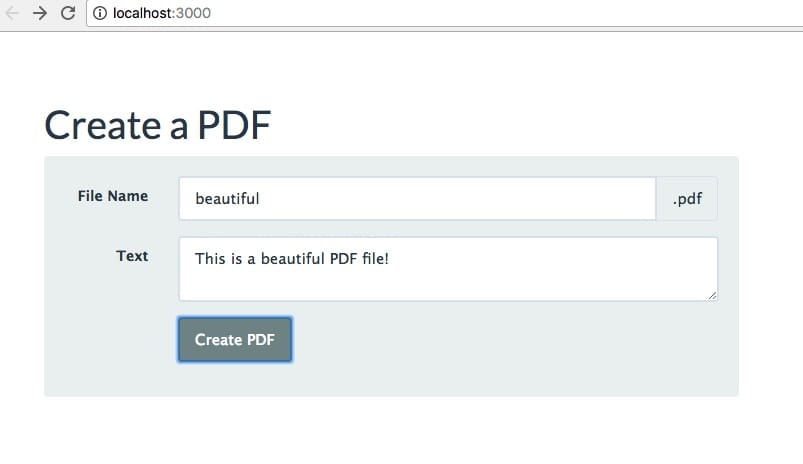 localhost:3000
Create a PDF
File Name
beautiful
.pdf
Text
This is a beautiful PDF file!
Create PDF